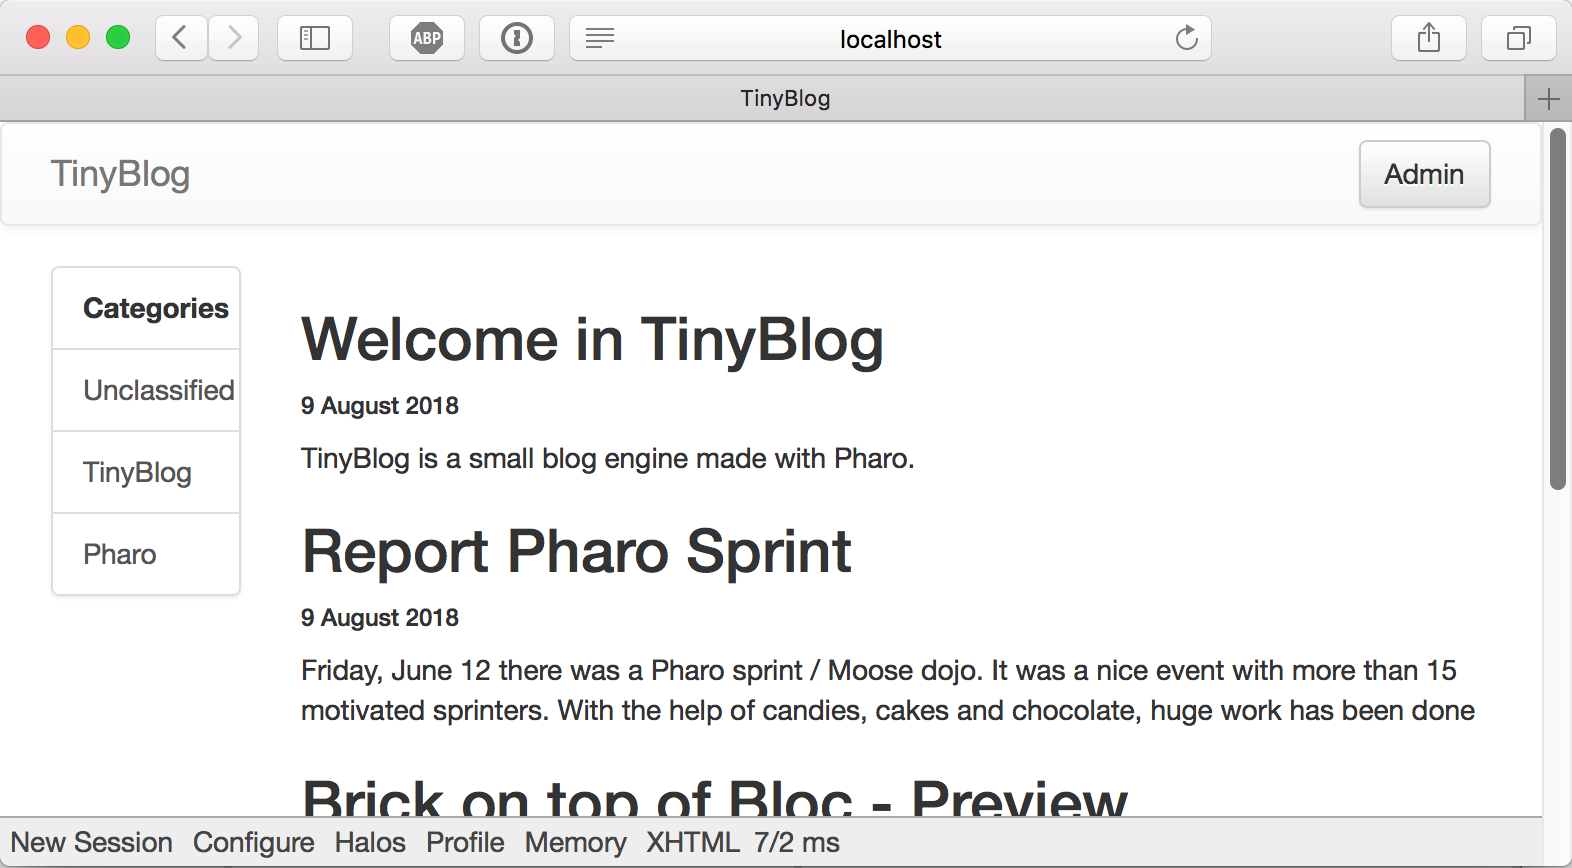 ABP
localhost
TinyBlog
TinyBlog
Admin
Categories
Unclassified
TinyBlog
Pharo
Welcome in TinyBlog
9 August 2018
TinyBlog is a small blog engine made with Pharo.
Report Pharo Sprint
9 August 2018
Friday, June 12 there was a Pharo sprint / Moose dojo. It was a nice event with more than 15
motivated sprinters. With the help of candies, cakes and chocolate, huge work has been done
Brick on top of Bloc - Preview
New Session Configure Halos Profile Memory XHTML 7/2 ms